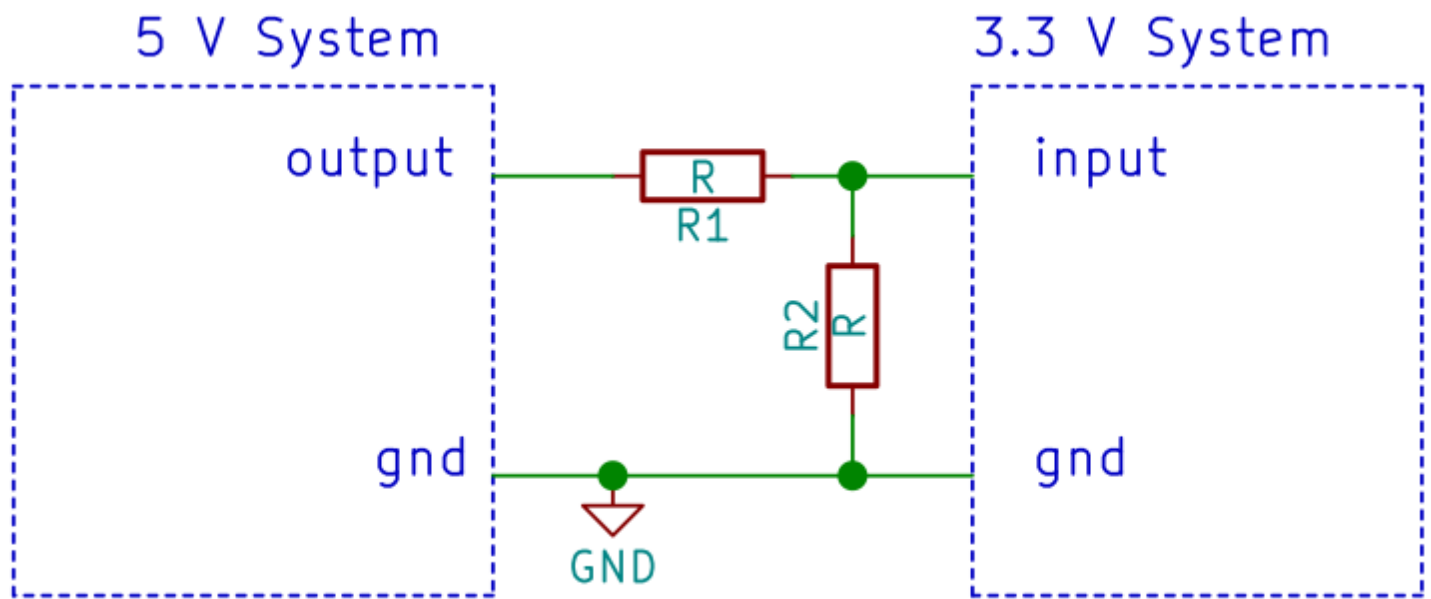 5 V System
3.3 V System
output
R
R1
input
R2
R
gnd
gnd
GND